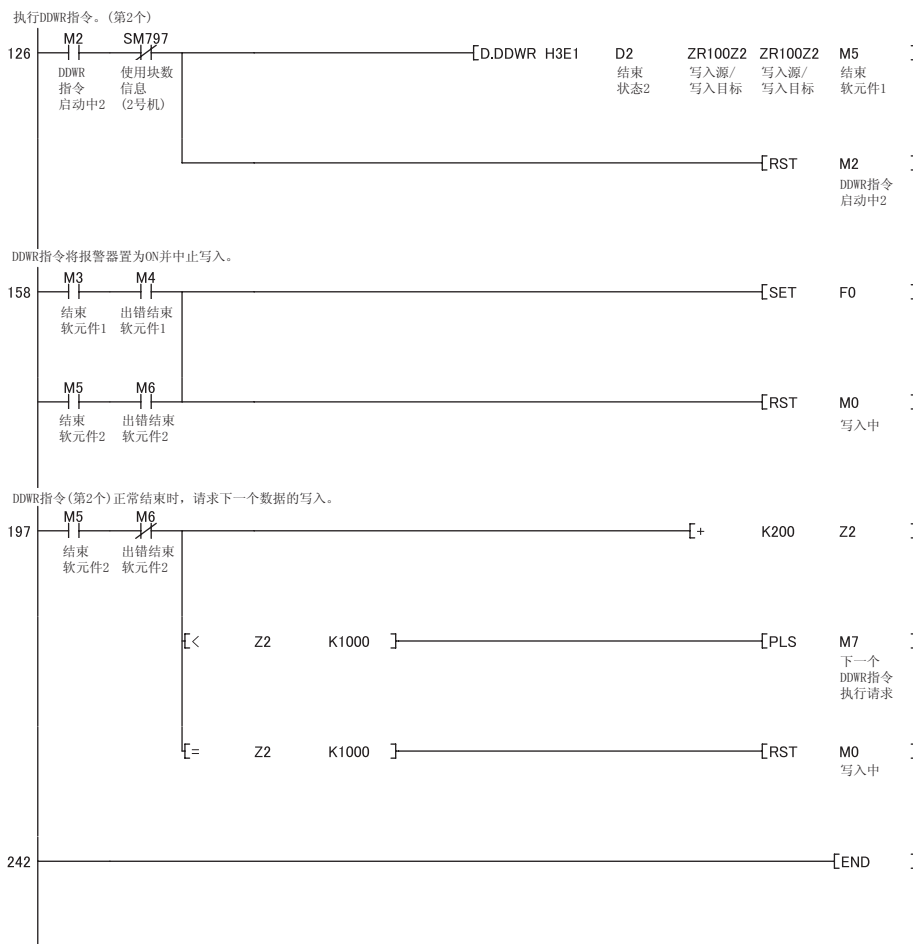 执行DDWR指令。(第2个)
M2 SM797
126 [D.DDWR H3E1 D2 ZR100Z2 ZR100Z2 M5 ]
DDWR 使用块数 结束 写入源/ 写入源/ 结束
指令 信息 状态2 写入目标 写入目标 软元件1
启动中2 (2号机)
[RST M2 ]
DDWR指令
启动中2
DDWR指令将报警器置为ON并中止写入。
M3 M4
158 [SET F0 ]
结束 出错结束
软元件1 软元件1
M5 M6
[RST M0 ]
结束 出错结束 写入中
软元件2 软元件2
DDWR指令(第2个)正常结束时，请求下一个数据的写入。
M5 M6
197 [+ K200 Z2 ]
结束 出错结束
软元件2 软元件2
[< Z2 K1000 ] [PLS M7 ]
下一个
DDWR指令
执行请求
[= Z2 K1000 ] [RST M0 ]
写入中
242 [END ]